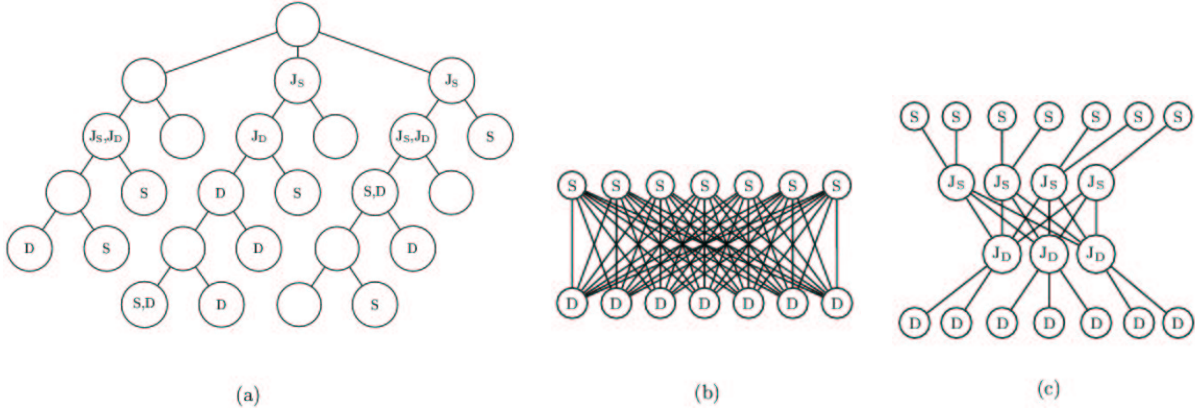 J_S J_S
S S S S S S S
J_S,J_D J_D J_S,J_D S
S S S S S S S
J_S J_S J_S J_S
S D S S,D
D S D D
J_D J_D J_D
S,D D S
D D D D D D D
D D D D D D D
(a) (b) (c)